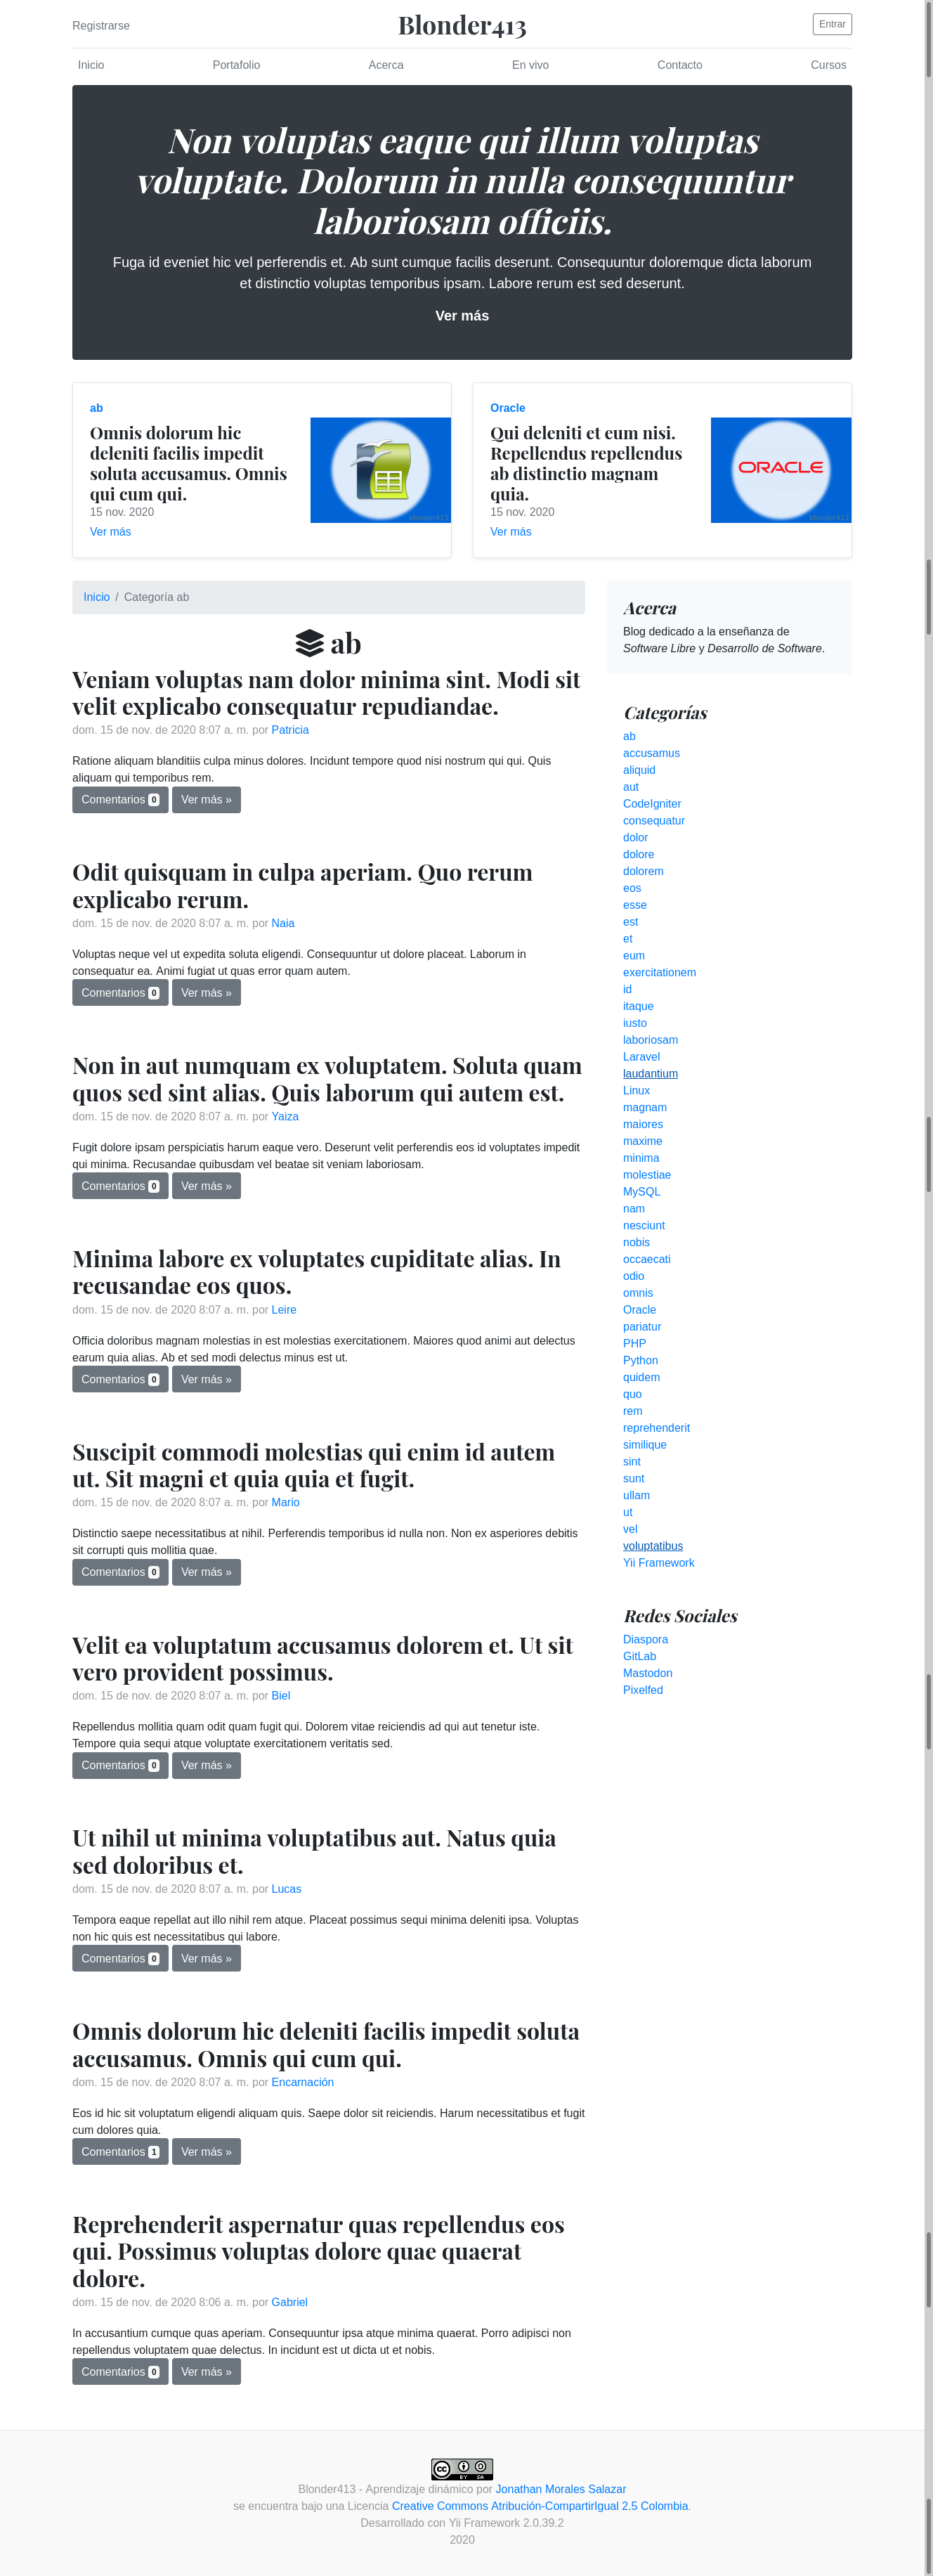 Registrarse
Blonder413
Entrar
Inicio
Portafolio
Acerca
En vivo
Contacto
Cursos
Non voluptas eaque qui illum voluptas
voluptate. Dolorum in nulla consequuntur
laboriosam officiis.
Fuga id eveniet hic vel perferendis et. Ab sunt cumque facilis deserunt. Consequuntur doloremque dicta laborum
et distinctio voluptas temporibus ipsam. Labore rerum est sed deserunt.
Ver más
ab
Omnis dolorum hic
deleniti facilis impedit
soluta accusamus. Omnis
qui cum qui.
15 nov. 2020
Ver más
blonder413
Oracle
Qui deleniti et eum nisi.
Repellendus repellendus
ab distinctio magnam
quia.
15 nov. 2020
Ver más
ORACLE
blonder413
Inicio / Categoría ab
ab
Veniam voluptas nam dolor minima sint. Modi sit
velit explicabo consequatur repudiandae.
dom. 15 de nov. de 2020 8:07 a. m. por Patricia
Ratione aliquam blanditiis culpa minus dolores. Incidunt tempore quod nisi nostrum qui qui. Quis
aliquam qui temporibus rem.
Comentarios 0 Ver más »
Odit quisquam in culpa aperiam. Quo rerum
explicabo rerum.
dom. 15 de nov. de 2020 8:07 a. m. por Naia
Voluptas neque vel ut expedita soluta eligendi. Consequuntur ut dolore placeat. Laborum in
consequatur ea. Animi fugiat ut quas error quam autem.
Comentarios 0 Ver más »
Non in aut numquam ex voluptatem. Soluta quam
quos sed sint alias. Quis laborum qui autem est.
dom. 15 de nov. de 2020 8:07 a. m. por Yaiza
Fugit dolore ipsam perspiciatis harum eaque vero. Deserunt velit perferendis eos id voluptates impedit
qui minima. Recusandae quibusdam vel beatae sit veniam laboriosam.
Comentarios 0 Ver más »
Minima labore ex voluptates cupiditate alias. In
recusandae eos quos.
dom. 15 de nov. de 2020 8:07 a. m. por Leire
Officia doloribus magnam molestias in est molestias exercitationem. Maiores quod animi aut delectus
earum quia alias. Ab et sed modi delectus minus est ut.
Comentarios 0 Ver más »
Suscipit commodi molestias qui enim id autem
ut. Sit magni et quia quia et fugit.
dom. 15 de nov. de 2020 8:07 a. m. por Mario
Distinctio saepe necessitatibus at nihil. Perferendis temporibus id nulla non. Non ex asperiores debitis
sit corrupti quis mollitia quae.
Comentarios 0 Ver más »
Velit ea voluptatum accusamus dolorem et. Ut sit
vero provident possimus.
dom. 15 de nov. de 2020 8:07 a. m. por Biel
Repellendus mollitia quam odit quam fugit qui. Dolorem vitae reiciendis ad qui aut tenetur iste.
Tempore quia sequi atque voluptate exercitationem veritatis sed.
Comentarios 0 Ver más »
Ut nihil ut minima voluptatibus aut. Natus quia
sed doloribus et.
dom. 15 de nov. de 2020 8:07 a. m. por Lucas
Tempora eaque repellat aut illo nihil rem atque. Placeat possimus sequi minima deleniti ipsa. Voluptas
non hic quis est necessitatibus qui labore.
Comentarios 0 Ver más »
Omnis dolorum hic deleniti facilis impedit soluta
accusamus. Omnis qui cum qui.
dom. 15 de nov. de 2020 8:07 a. m. por Encarnación
Eos id hic sit voluptatum eligendi aliquam quis. Saepe dolor sit reiciendis. Harum necessitatibus et fugit
cum dolores quia.
Comentarios 1 Ver más »
Reprehenderit aspernatur quas repellendus eos
qui. Possimus voluptas dolore quae quaerat
dolore.
dom. 15 de nov. de 2020 8:06 a. m. por Gabriel
In accusantium cumque quas aperiam. Consequuntur ipsa atque minima quaerat. Porro adipisci non
repellendus voluptatem quae delectus. In incidunt est ut dicta ut et nobis.
Comentarios 0 Ver más »
Acerca
Blog dedicado a la enseñanza de
Software Libre y Desarrollo de Software.
Categorías
ab
accusamus
aliquid
aut
CodeIgniter
consequatur
dolor
dolore
dolorem
eos
esse
est
et
eum
exercitationem
id
itaque
iusto
laboriosam
Laravel
laudantium
Linux
magnam
maiores
maxime
minima
molestiae
MySQL
nam
nesciunt
nobis
occaecati
odio
omnis
Oracle
pariatur
PHP
Python
quidem
quo
rem
reprehenderit
similique
sint
sunt
ullam
ut
vel
voluptatibus
Yii Framework
Redes Sociales
Diaspora
GitLab
Mastodon
Pixelfed
CC BY SA
Blonder413 - Aprendizaje dinámico por Jonathan Morales Salazar
se encuentra bajo una Licencia Creative Commons Atribución-CompartirIgual 2.5 Colombia.
Desarrollado con Yii Framework 2.0.39.2
2020